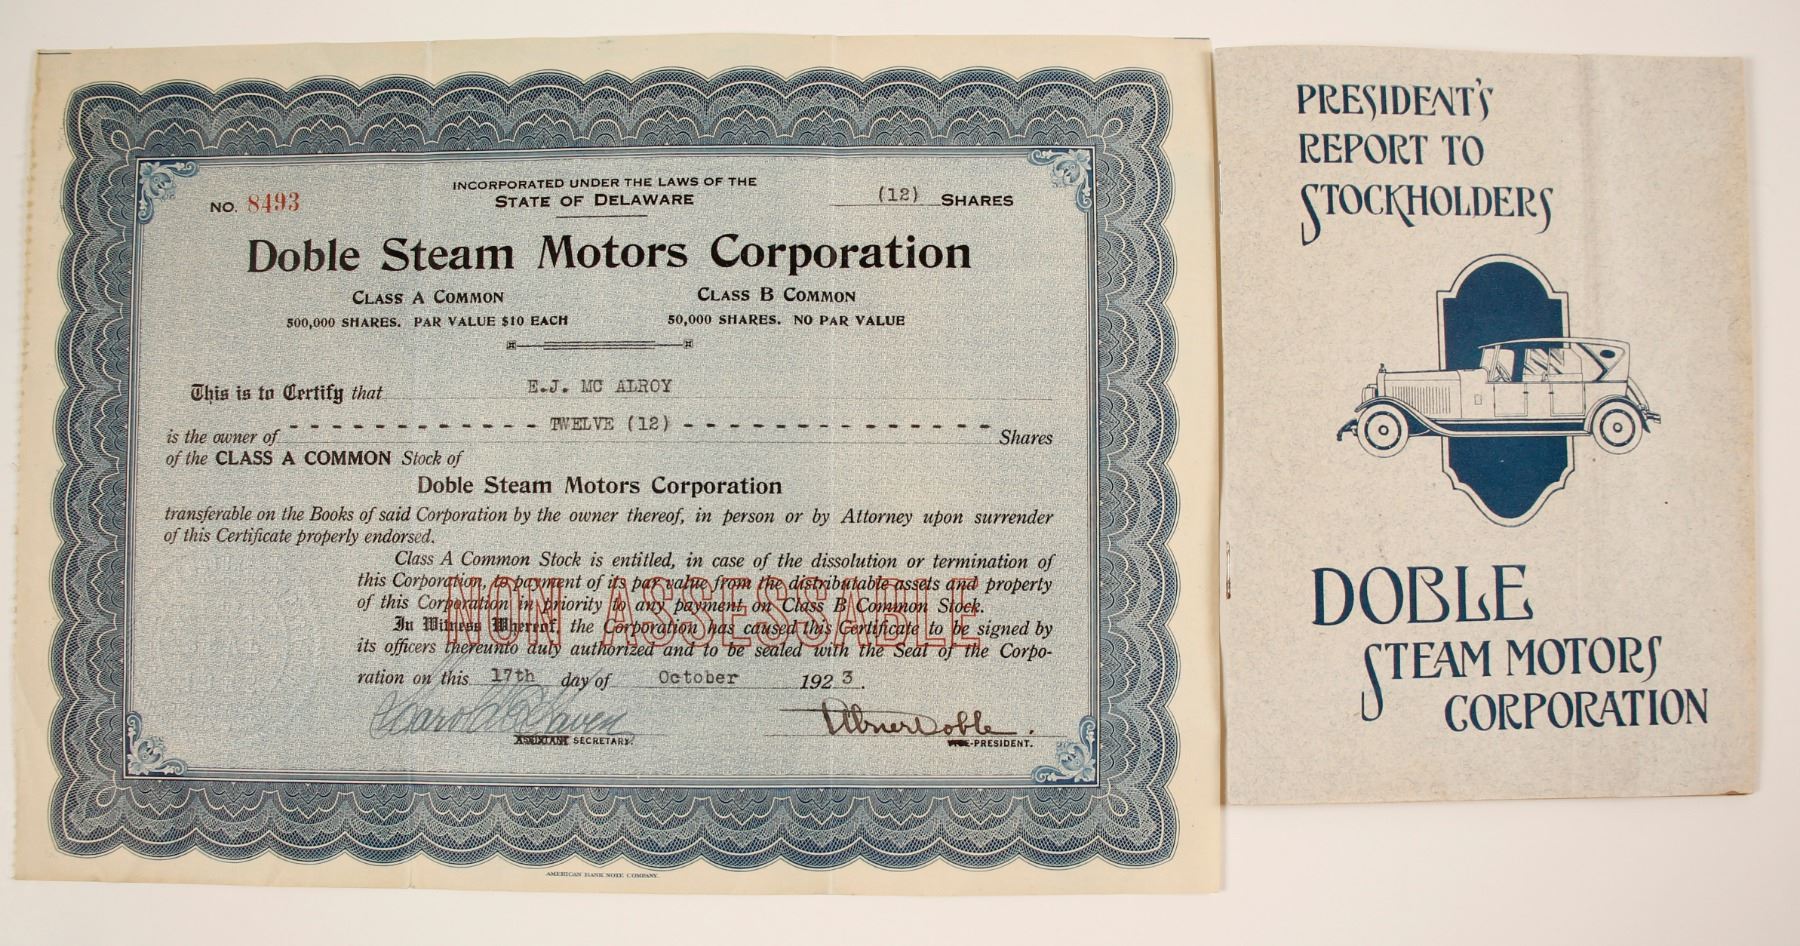 INCORPORATED UNDER THE LAWS OF THE
STATE OF DELAWARE
NO. 8493
(12) SHARES
Doble Steam Motors Corporation
CLASS A COMMON
500,000 SHARES. PAR VALUE $10 EACH
CLASS B COMMON
50,000 SHARES. NO PAR VALUE
This is to Certify that E.J. MC ALROY
is the owner of - - - - - - - - - - - - TWELVE (12) - - - - - - - - - - - - - - - Shares
of the CLASS A COMMON Stock of
Doble Steam Motors Corporation
transferable on the Books of said Corporation by the owner thereof, in person or by Attorney upon surrender
of this Certificate properly endorsed.
Class A Common Stock is entitled, in case of the dissolution or termination of
this Corporation, to payment of its par value from the distributable assets and property
of this Corporation in priority to any payment on Class B Common Stock.
NON ASSESSABLE
In Witness Whereof, the Corporation has caused this Certificate to be signed by
its officers thereunto duly authorized and to be sealed with the Seal of the Corpo-
ration on this 17th day of October 1923.
Abner Doble.
ASSISTANT SECRETARY.
VICE-PRESIDENT.
AMERICAN BANK NOTE COMPANY.
PRESIDENT'S
REPORT TO
STOCKHOLDERS
DOBLE
STEAM MOTORS
CORPORATION